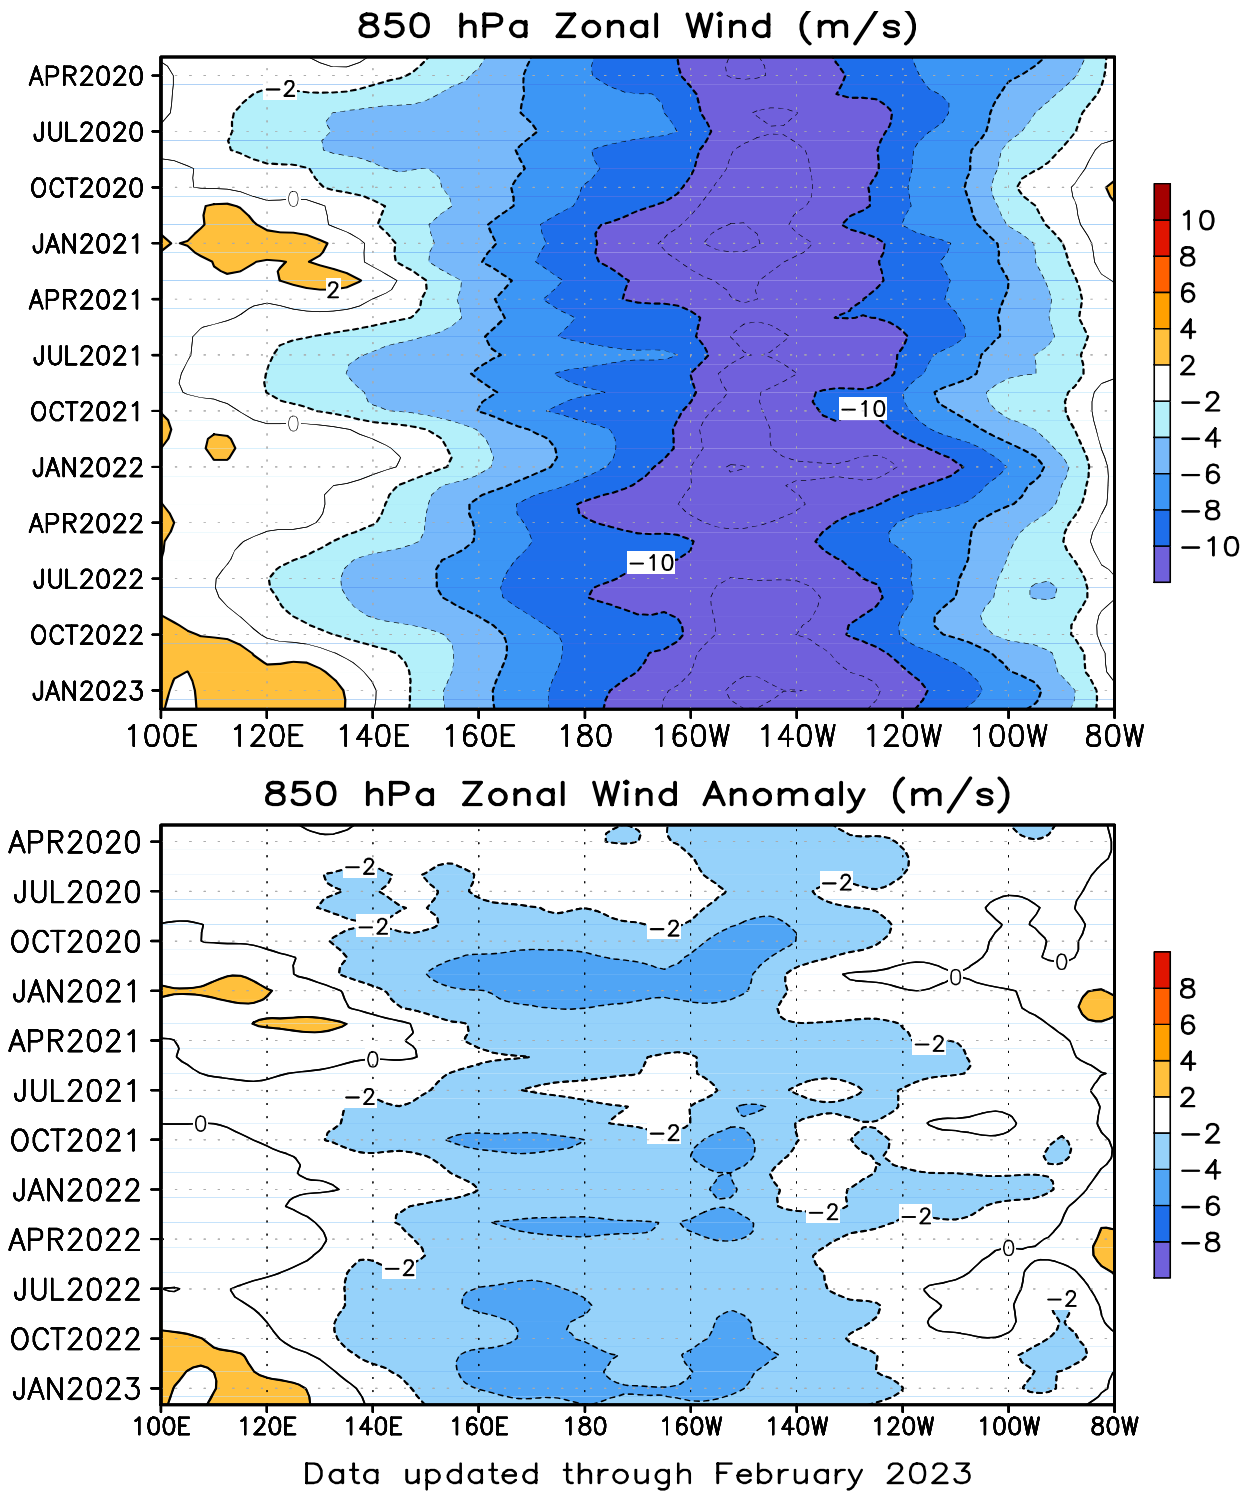 850 hPa Zonal Wind (m/s)
APR2020
JUL2020
OCT2020
JAN2021
APR2021
JUL2021
OCT2021
JAN2022
APR2022
JUL2022
OCT2022
JAN2023
-2
0
2
0
-10
-10
100E 120E 140E 160E 180 160W 140W 120W 100W 80W
10
8
6
4
2
-2
-4
-6
-8
-10
850 hPa Zonal Wind Anomaly (m/s)
APR2020
JUL2020
OCT2020
JAN2021
APR2021
JUL2021
OCT2021
JAN2022
APR2022
JUL2022
OCT2022
JAN2023
-2
-2
-2
-2
0
0
-2
0
-2
0
-2
-2
-2
0
-2
-2
100E 120E 140E 160E 180 160W 140W 120W 100W 80W
8
6
4
2
-2
-4
-6
-8
Data updated through February 2023